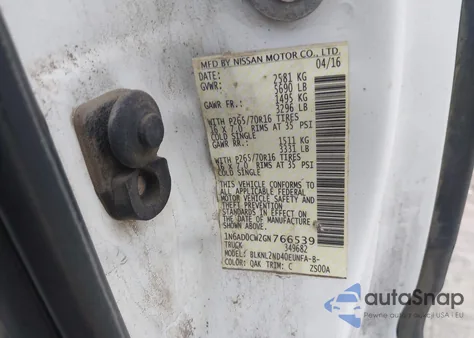 MFD BY NISSAN MOTOR CO., LTD.
DATE: 04/16
GVWR: 2581 KG
5690 LB
GAWR FR: 1495 KG
3296 LB
WITH P265/70R16 TIRES
16 X 7.0 RIMS AT 35 PSI
COLD SINGLE
GAWR RR: 1511 KG
3331 LB
WITH P265/70R16 TIRES
16 X 7.0 RIMS AT 35 PSI
COLD SINGLE
THIS VEHICLE CONFORMS TO
ALL APPLICABLE FEDERAL
MOTOR VEHICLE SAFETY AND THEFT
PREVENTION STANDARDS IN EFFECT
ON THE DATE OF
MANUFACTURE SHOWN ABOVE.
1N6AD0CW2GN766539
TRUCK 349682
MODEL: BLKNL2ND40EUNFA-B-
COLOR: QAK TRIM: C ZS00A
autoSnap
VEHICLE HISTORY PHOTOS